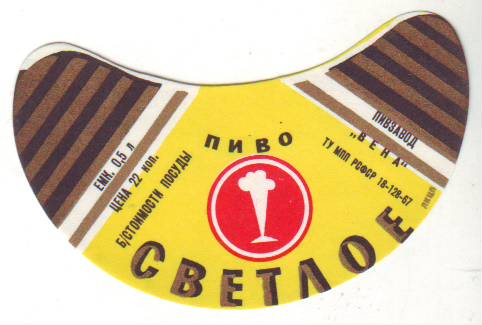 ЕМК. 0,5 л
ЦЕНА 22 коп.
Б/СТОИМОСТИ ПОСУДЫ
ПИВО
СВЕТЛОЕ
ПИВЗАВОД
„ВЕНА"
ТУ МПП РСФСР 18-128-67